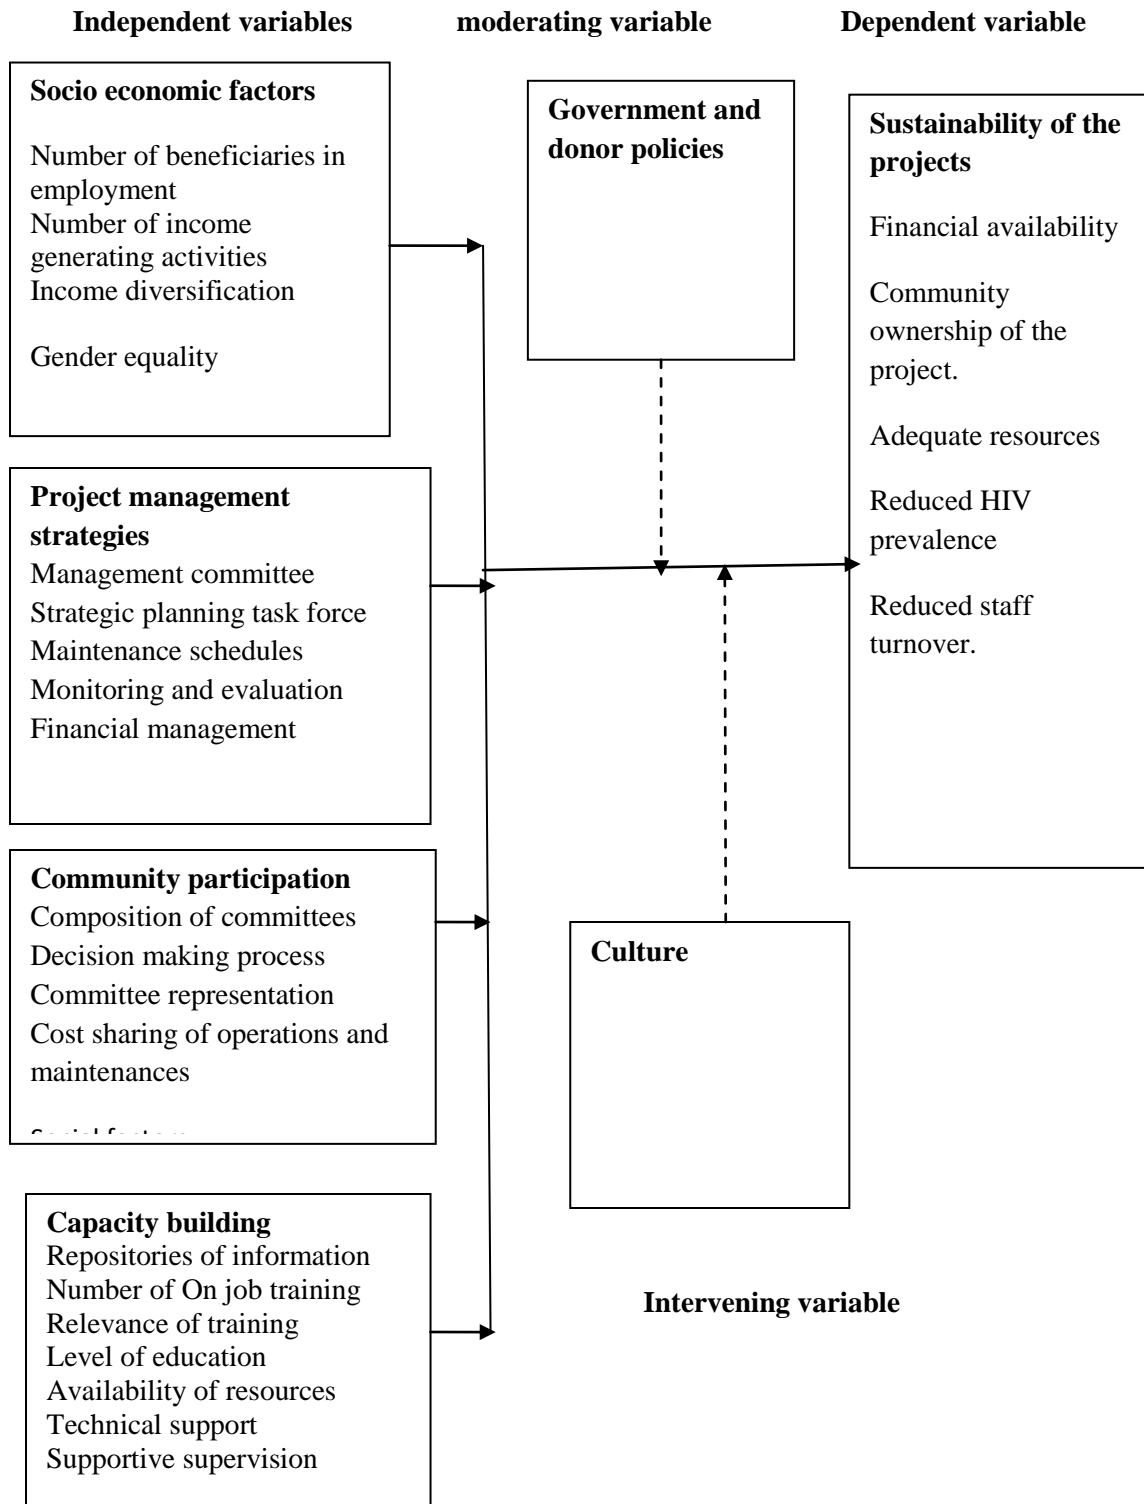 Independent variables
moderating variable
Dependent variable
Socio economic factors
Number of beneficiaries in
employment
Number of income
generating activities
Income diversification
Gender equality
Government and
donor policies
Sustainability of the
projects
Financial availability
Community
ownership of the
project.
Adequate resources
Reduced HIV
prevalence
Reduced staff
turnover.
Project management
strategies
Management committee
Strategic planning task force
Maintenance schedules
Monitoring and evaluation
Financial management
Community participation
Composition of committees
Decision making process
Committee representation
Cost sharing of operations and
maintenances
Culture
Capacity building
Repositories of information
Number of On job training
Relevance of training
Level of education
Availability of resources
Technical support
Supportive supervision
Intervening variable